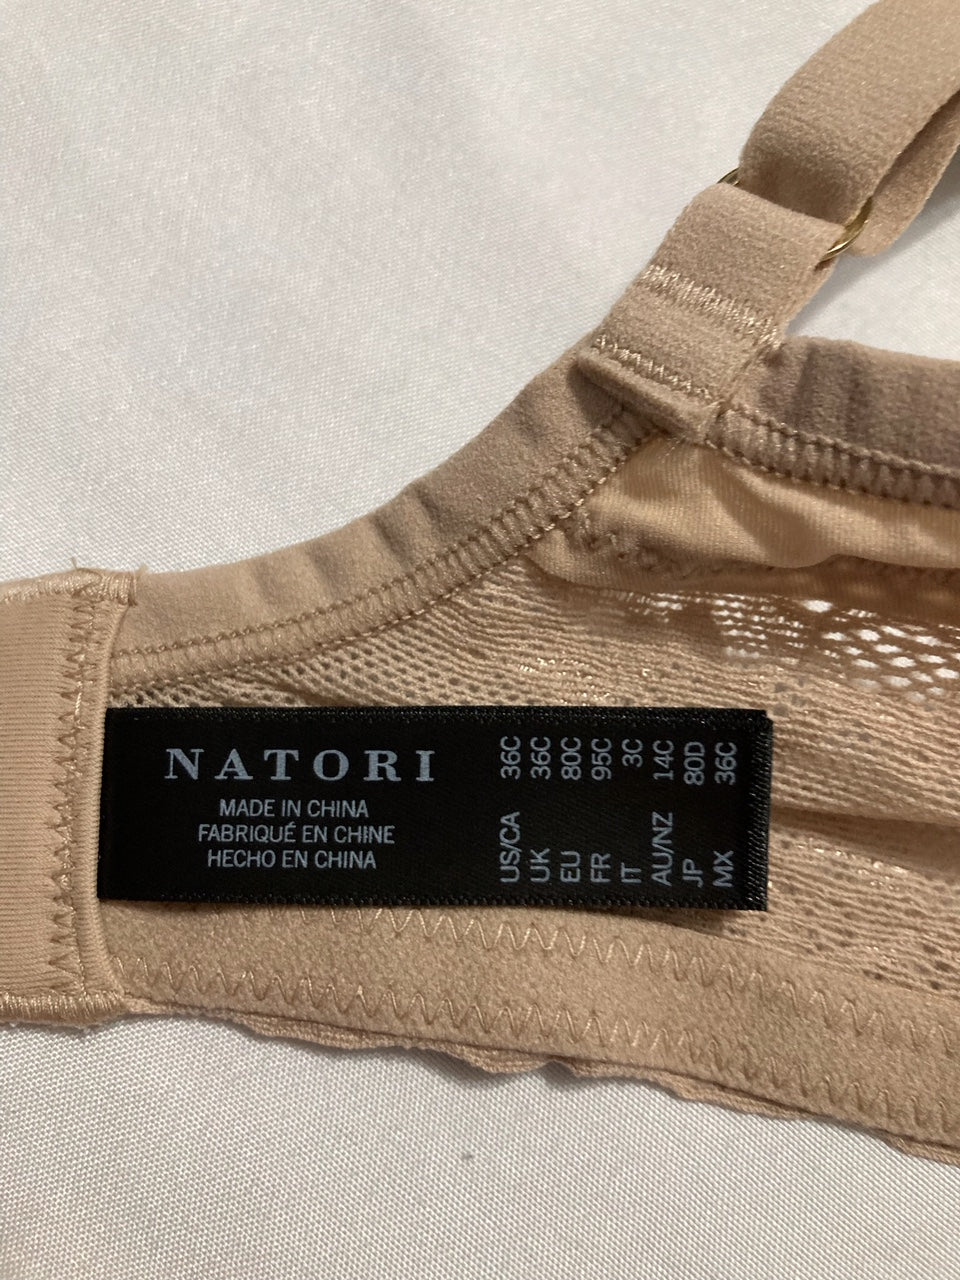 NATORI
MADE IN CHINA
FABRIQUÉ EN CHINE
HECHO EN CHINA
US/CA 36C
UK 36C
EU 80C
FR 95C
IT 3C
AU/NZ 14C
JP 80D
MX 36C